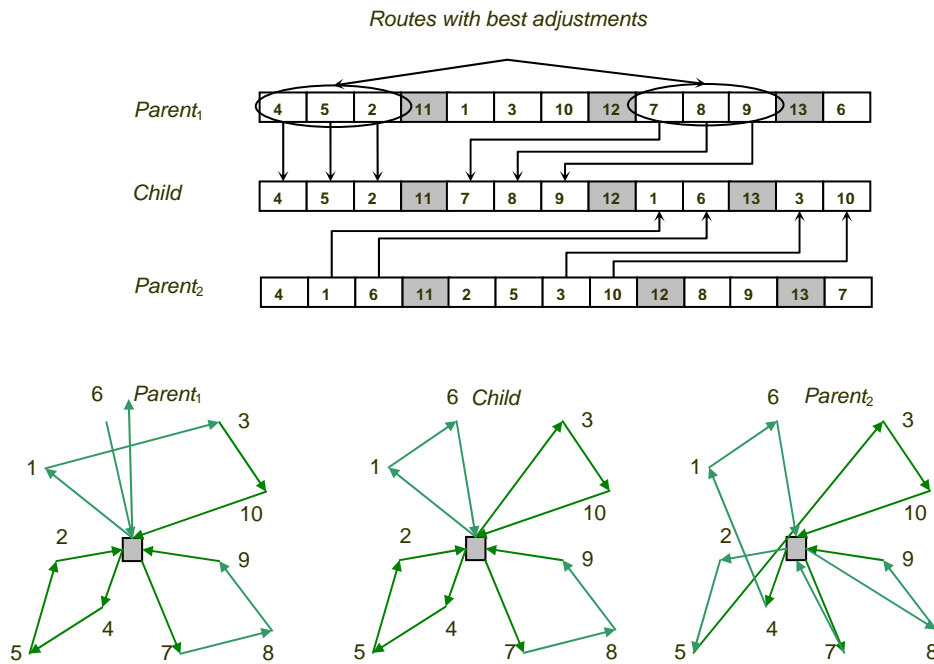 Routes with best adjustments
Parent1 4 5 2 11 1 3 10 12 7 8 9 13 6
Child 4 5 2 11 7 8 9 12 1 6 13 3 10
Parent2 4 1 6 11 2 5 3 10 12 8 9 13 7
6 Parent1 3 1 10 2 9 5 4 7 8
6 Child 3 1 10 2 9 5 4 7 8
6 Parent2 3 1 10 2 9 5 4 7 8